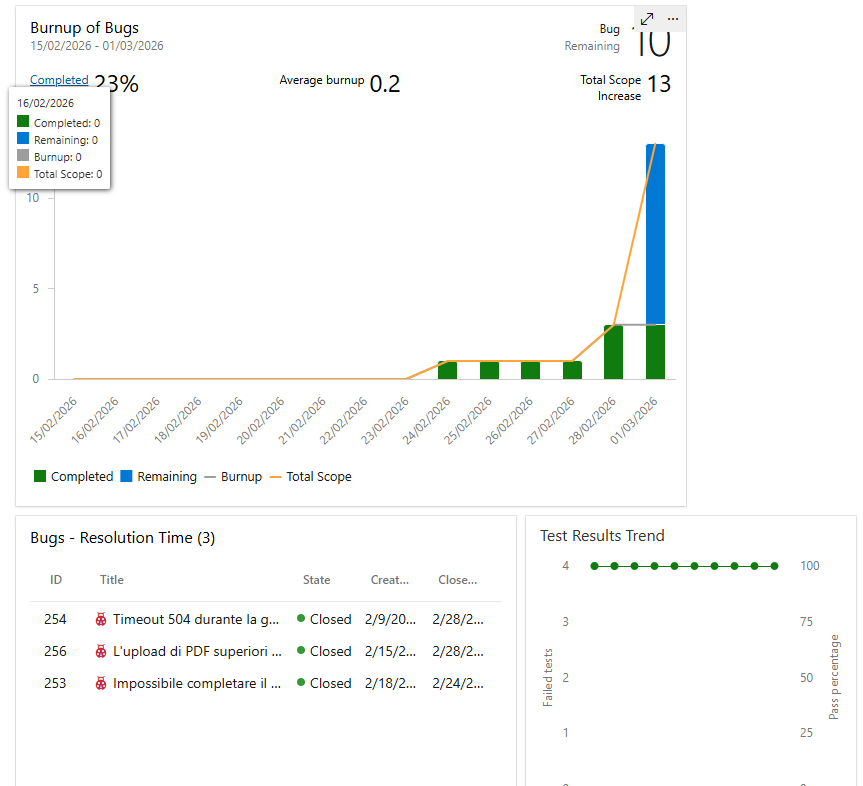 Burnup of Bugs
15/02/2026 - 01/03/2026
Bug
Remaining
10
Completed 23%
Average burnup 0.2
Total Scope
Increase 13
16/02/2026
Completed: 0
Remaining: 0
Burnup: 0
Total Scope: 0
10
5
0
15/02/2026 16/02/2026 17/02/2026 18/02/2026 19/02/2026 20/02/2026 21/02/2026 22/02/2026 23/02/2026 24/02/2026 25/02/2026 26/02/2026 27/02/2026 28/02/2026 01/03/2026
Completed Remaining Burnup Total Scope
Bugs - Resolution Time (3)
ID Title State Creat... Close...
254 Timeout 504 durante la g... Closed 2/9/20... 2/28/2...
256 L'upload di PDF superiori ... Closed 2/15/2... 2/28/2...
253 Impossibile completare il ... Closed 2/18/2... 2/24/2...
Test Results Trend
4 100
3 75
2 50
1 25
Failed tests
Pass percentage